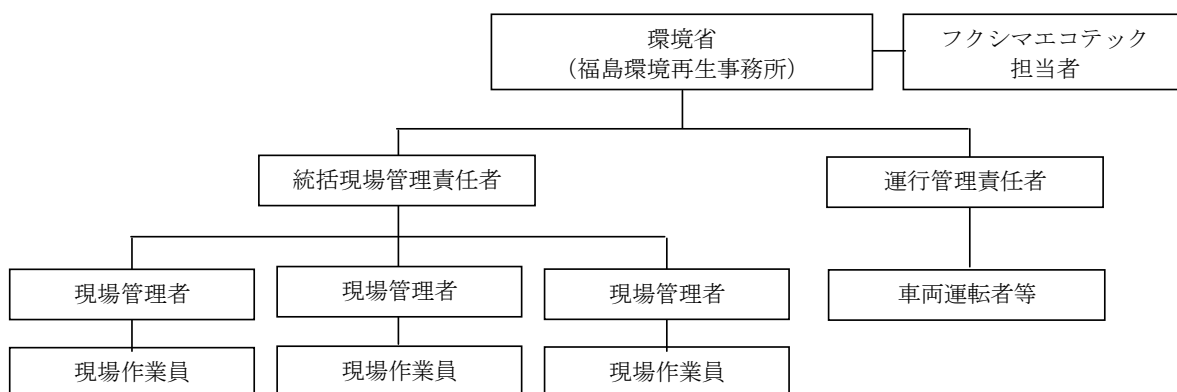 環境省
（福島環境再生事務所）
フクシマエコテック
担当者
統括現場管理責任者
運行管理責任者
現場管理者
現場管理者
現場管理者
車両運転者等
現場作業員
現場作業員
現場作業員